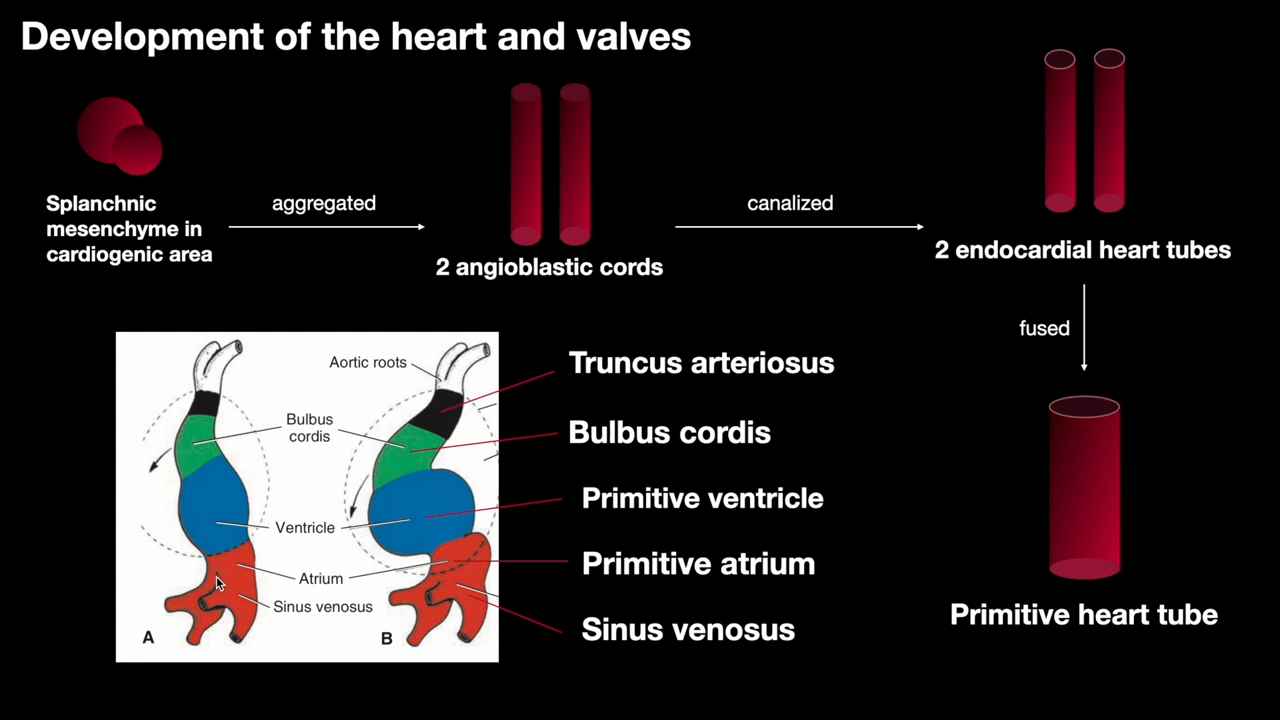 Development of the heart and valves
Splanchnic
mesenchyme in
cardiogenic area
aggregated
2 angioblastic cords
canalized
2 endocardial heart tubes
fused
Primitive heart tube
Aortic roots
Bulbus
cordis
Ventricle
Atrium
Sinus venosus
A
B
Truncus arteriosus
Bulbus cordis
Primitive ventricle
Primitive atrium
Sinus venosus